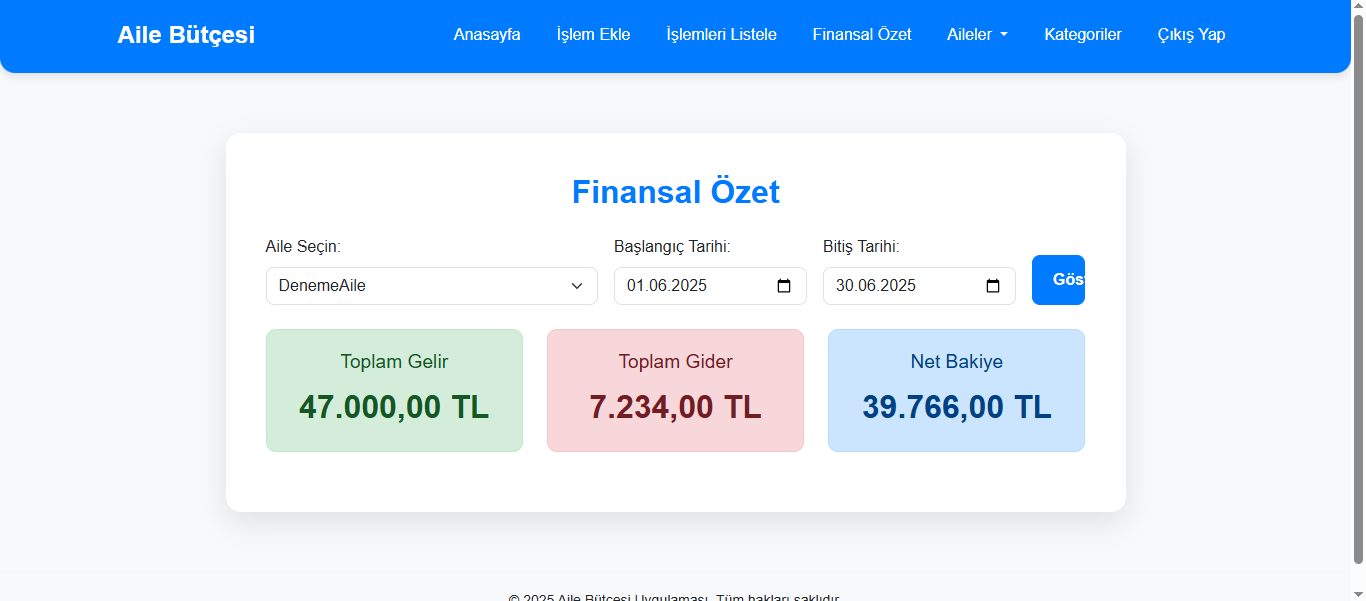 Aile Bütçesi
Anasayfa İşlem Ekle İşlemleri Listele Finansal Özet Aileler Kategoriler Çıkış Yap
Finansal Özet
Aile Seçin: Başlangıç Tarihi: Bitiş Tarihi:
DenemeAile 01.06.2025 30.06.2025 Gös
Toplam Gelir Toplam Gider Net Bakiye
47.000,00 TL 7.234,00 TL 39.766,00 TL
© 2025 Aile Bütçesi Uygulaması. Tüm hakları saklıdır.